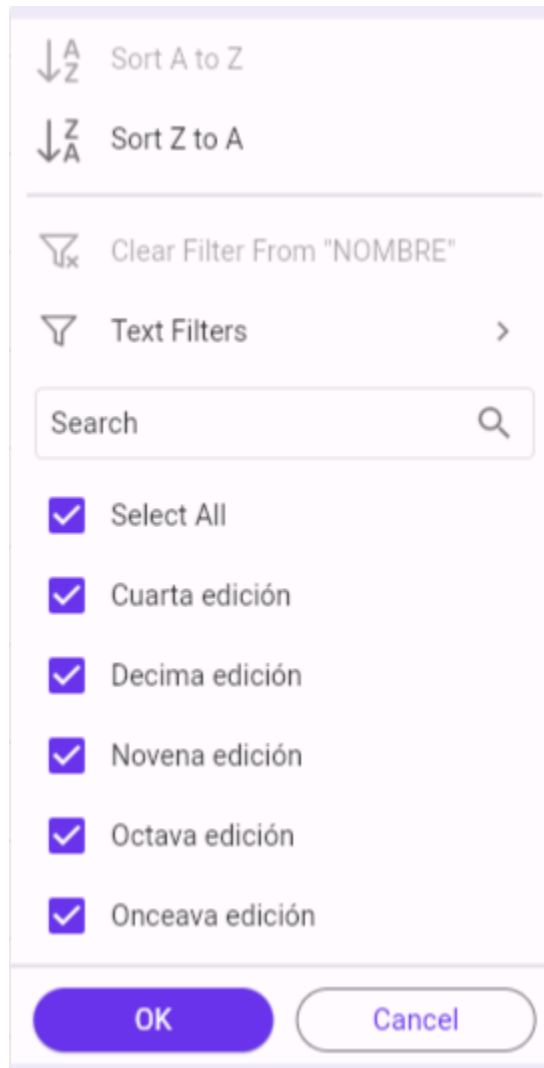 Sort A to Z
Sort Z to A
Clear Filter From "NOMBRE"
Text Filters
Search
Select All
Cuarta edición
Decima edición
Novena edición
Octava edición
Onceava edición
OK
Cancel